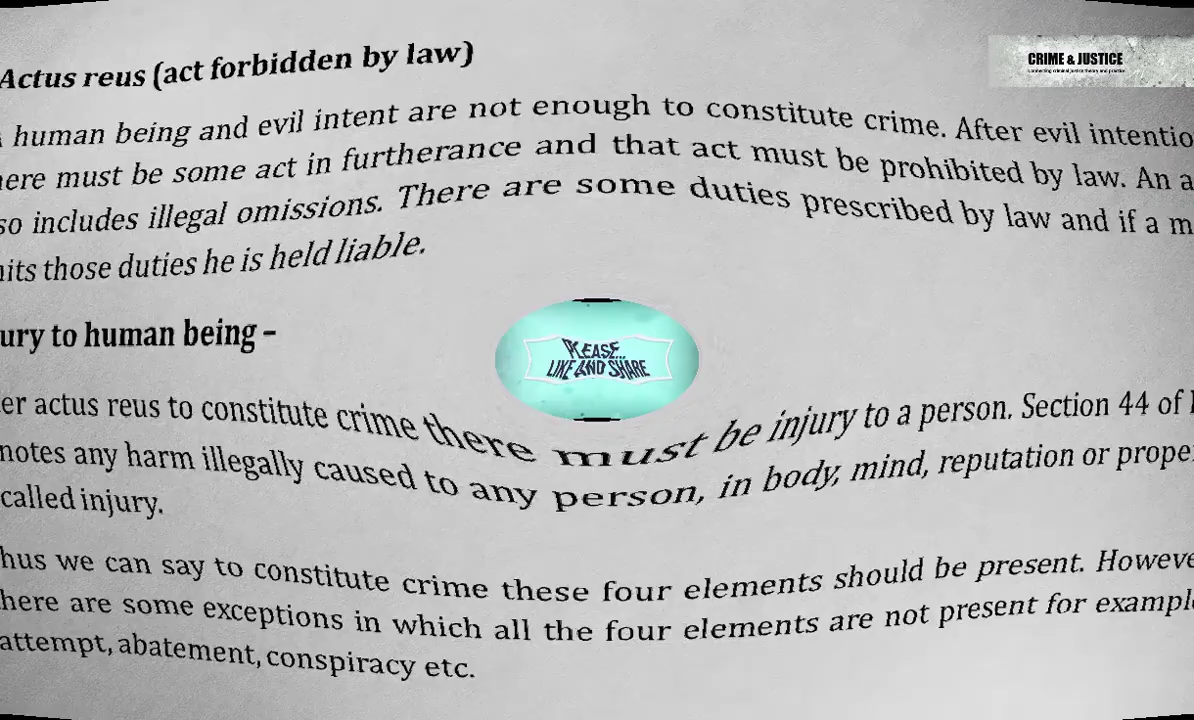 Actus reus (act forbidden by law)
CRIME & JUSTICE
human being and evil intent are not enough to constitute crime. After evil intentio
ere must be some act in furtherance and that act must be prohibited by law. An a
so includes illegal omissions. There are some duties prescribed by law and if a m
its those duties he is held liable.
ury to human being –
PLEASE...
LIKE AND SHARE
er actus reus to constitute crime there must be injury to a person. Section 44 of
notes any harm illegally caused to any person, in body, mind, reputation or prope
called injury.
hus we can say to constitute crime these four elements should be present. Howeve
here are some exceptions in which all the four elements are not present for example
attempt, abatement, conspiracy etc.